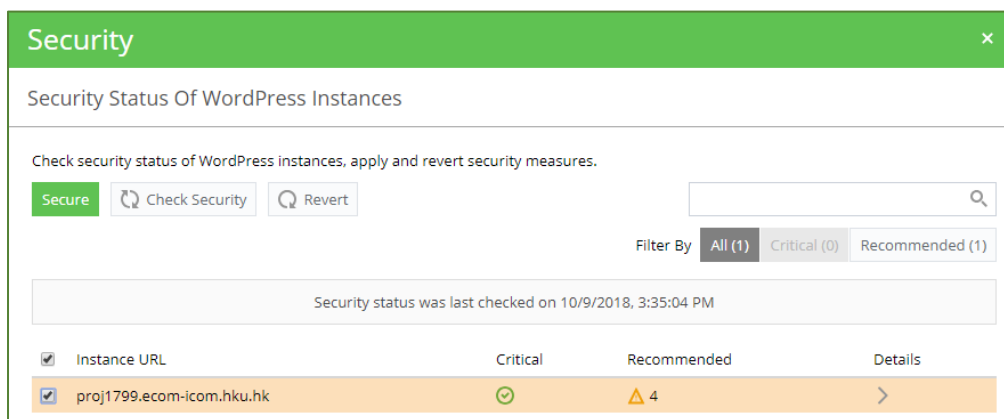 Security
×
Security Status Of WordPress Instances
Check security status of WordPress instances, apply and revert security measures.
Secure Check Security Revert
Filter By All (1) Critical (0) Recommended (1)
Security status was last checked on 10/9/2018, 3:35:04 PM
Instance URL Critical Recommended Details
proj1799.ecom-icom.hku.hk 4